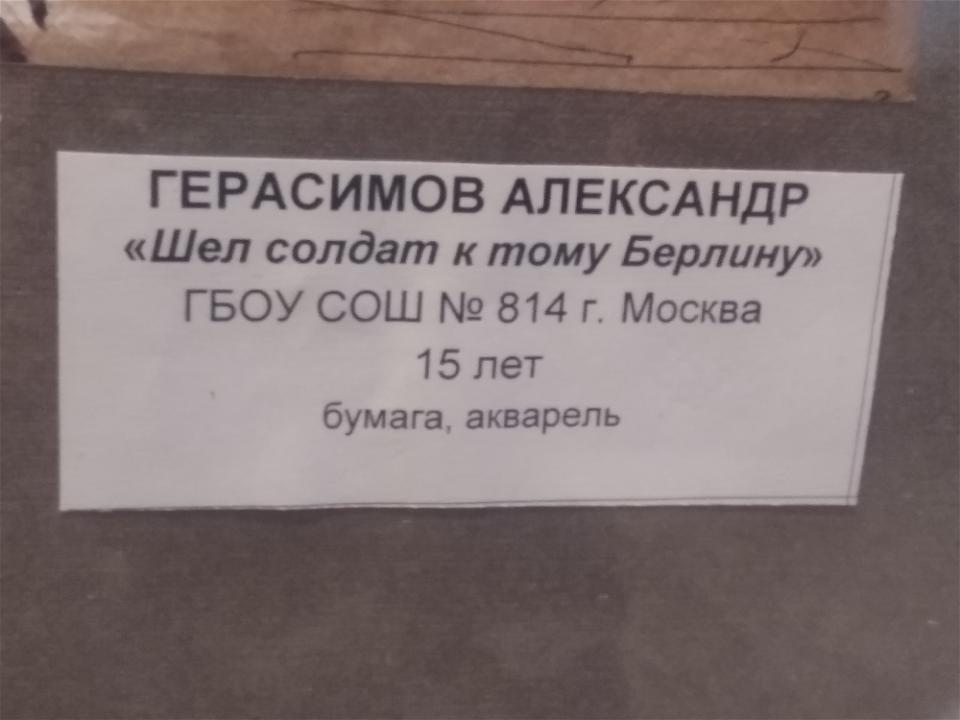 ГЕРАСИМОВ АЛЕКСАНДР
«Шел солдат к тому Берлину»
ГБОУ СОШ № 814 г. Москва
15 лет
бумага, акварель